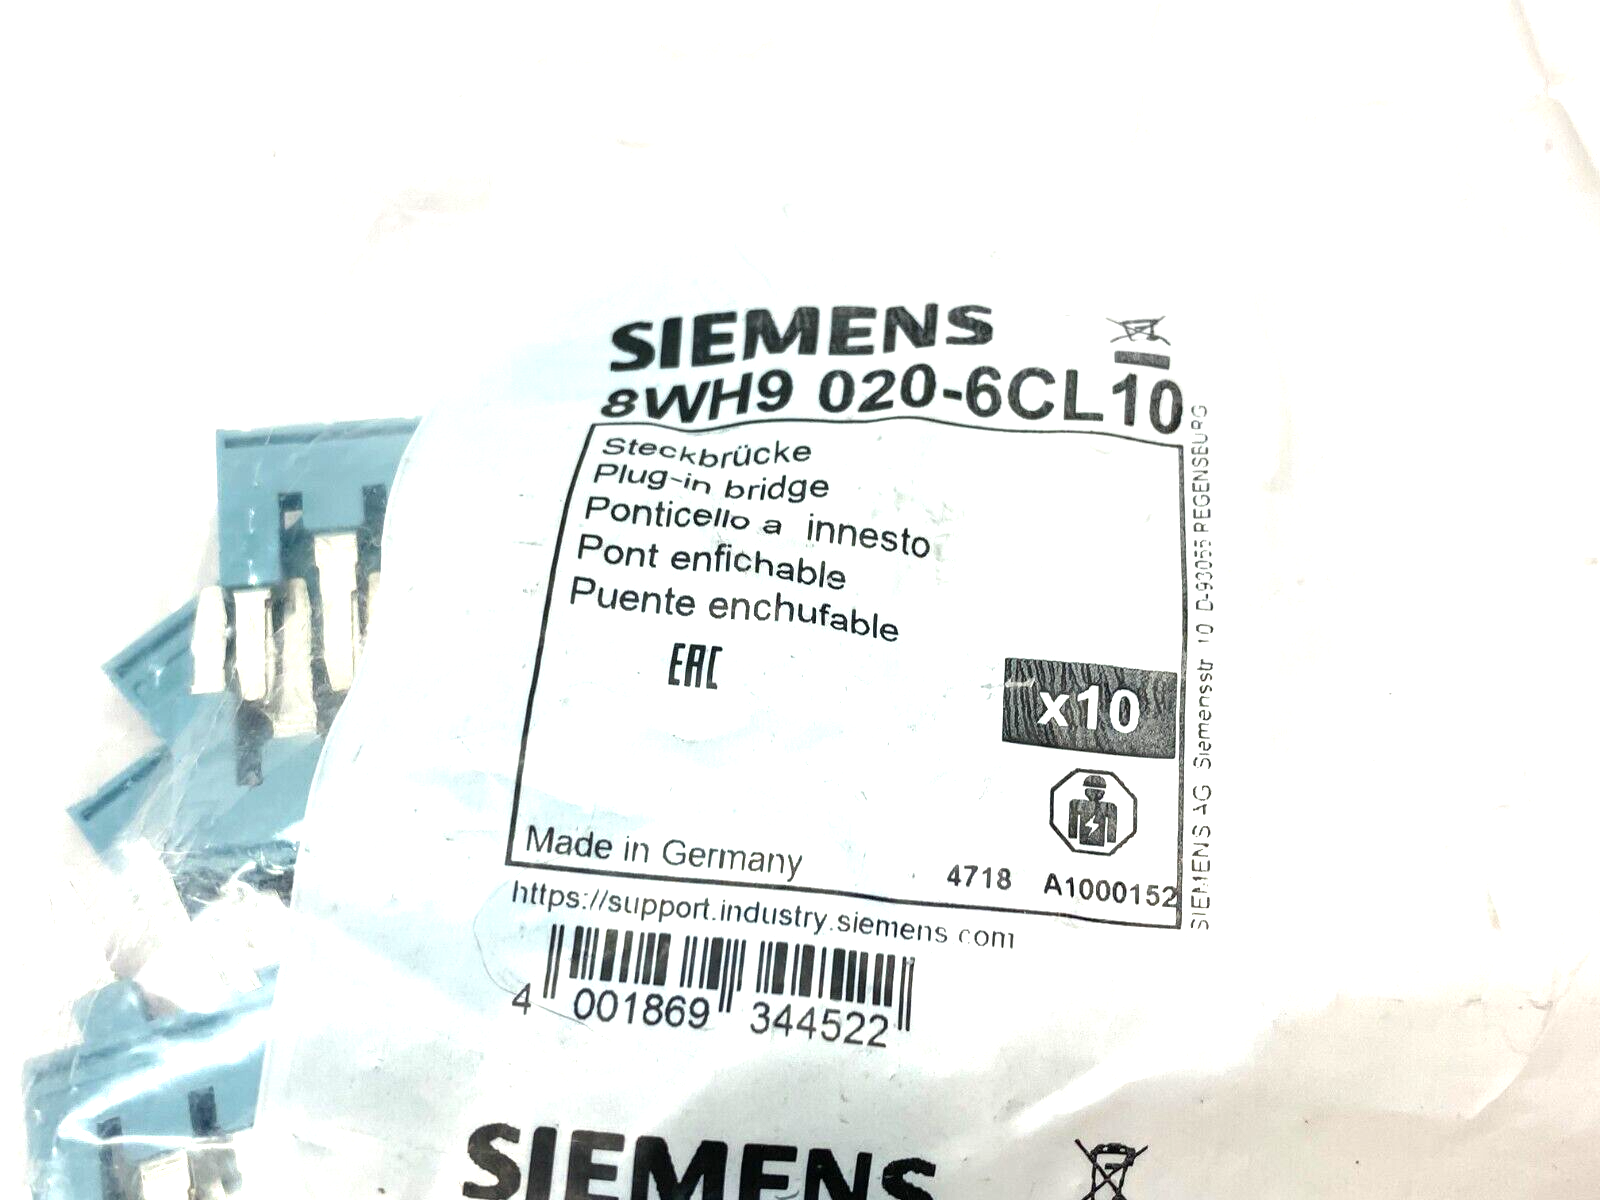 SIEMENS
8WH9 020-6CL10
Steckbrücke
Plug-in bridge
Ponticello a innesto
Pont enfichable
Puente enchufable
EAC
x10
Made in Germany
4718 A1000152
SIEMENS AG Siemensstr 10 D-93055 REGENSBURG
https://support.industry.siemens.com
4 001869 344522
SIEMENS